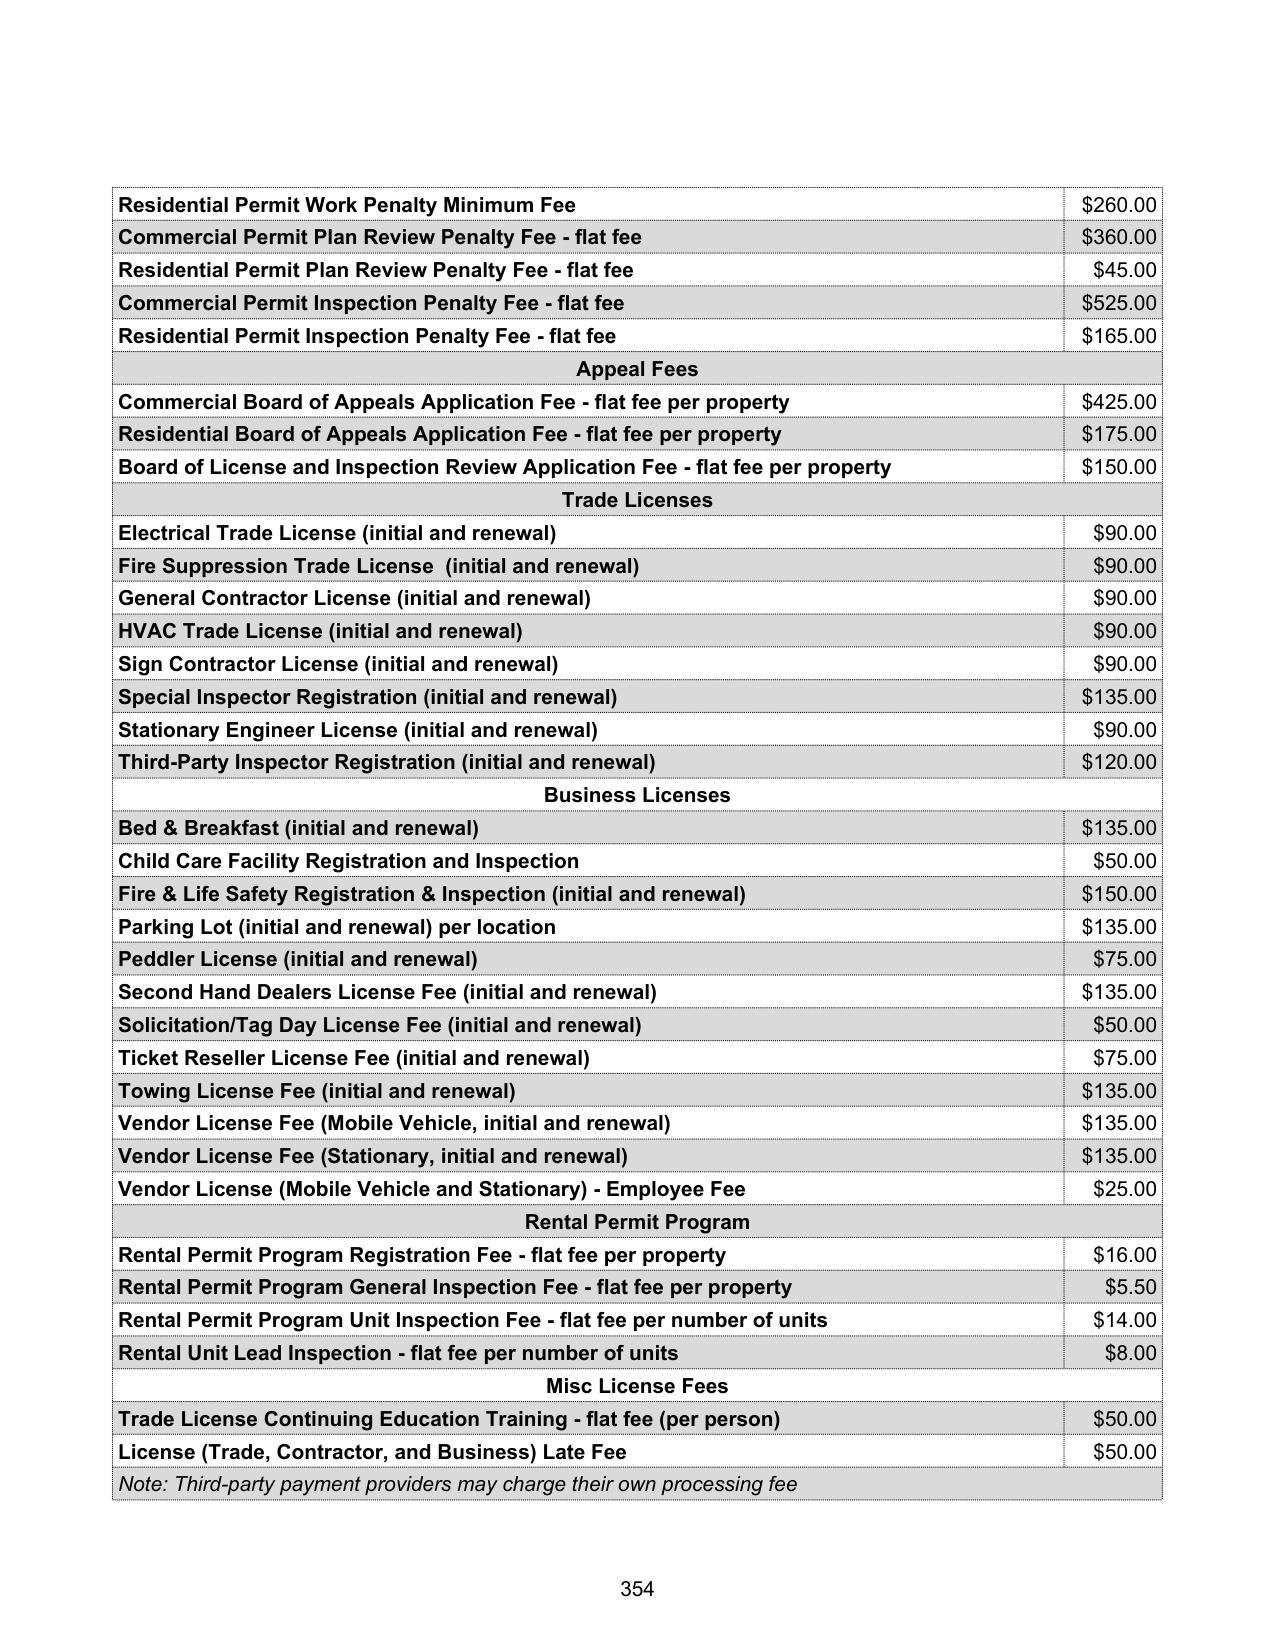 Residential Permit Work Penalty Minimum Fee $260.00
Commercial Permit Plan Review Penalty Fee - flat fee $360.00
Residential Permit Plan Review Penalty Fee - flat fee $45.00
Commercial Permit Inspection Penalty Fee - flat fee $525.00
Residential Permit Inspection Penalty Fee - flat fee $165.00
Appeal Fees
Commercial Board of Appeals Application Fee - flat fee per property $425.00
Residential Board of Appeals Application Fee - flat fee per property $175.00
Board of License and Inspection Review Application Fee - flat fee per property $150.00
Trade Licenses
Electrical Trade License (initial and renewal) $90.00
Fire Suppression Trade License  (initial and renewal) $90.00
General Contractor License (initial and renewal) $90.00
HVAC Trade License (initial and renewal) $90.00
Sign Contractor License (initial and renewal) $90.00
Special Inspector Registration (initial and renewal) $135.00
Stationary Engineer License (initial and renewal) $90.00
Third-Party Inspector Registration (initial and renewal) $120.00
Business Licenses
Bed & Breakfast (initial and renewal) $135.00
Child Care Facility Registration and Inspection $50.00
Fire & Life Safety Registration & Inspection (initial and renewal) $150.00
Parking Lot (initial and renewal) per location $135.00
Peddler License (initial and renewal) $75.00
Second Hand Dealers License Fee (initial and renewal) $135.00
Solicitation/Tag Day License Fee (initial and renewal) $50.00
Ticket Reseller License Fee (initial and renewal) $75.00
Towing License Fee (initial and renewal) $135.00
Vendor License Fee (Mobile Vehicle, initial and renewal) $135.00
Vendor License Fee (Stationary, initial and renewal) $135.00
Vendor License (Mobile Vehicle and Stationary) - Employee Fee $25.00
Rental Permit Program
Rental Permit Program Registration Fee - flat fee per property $16.00
Rental Permit Program General Inspection Fee - flat fee per property $5.50
Rental Permit Program Unit Inspection Fee - flat fee per number of units $14.00
Rental Unit Lead Inspection - flat fee per number of units $8.00
Misc License Fees
Trade License Continuing Education Training - flat fee (per person) $50.00
License (Trade, Contractor, and Business) Late Fee $50.00
Note: Third-party payment providers may charge their own processing fee
354